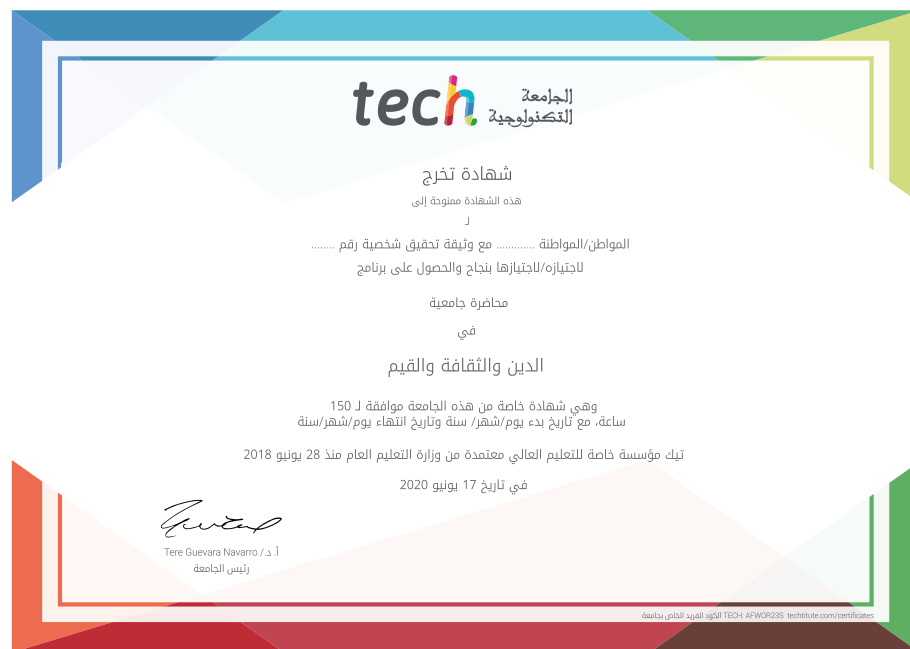 tech الجامعة
التكنولوجية
شهادة تخرج
هذه الشهادة ممنوحة إلى
لـ
المواطن/المواطنة ............ مع وثيقة تحقيق شخصية رقم ........
لاجتيازه/لاجتيازها بنجاح والحصول على برنامج
محاضرة جامعية
في
الدين والثقافة والقيم
وهي شهادة خاصة من هذه الجامعة موافقة لـ 150
ساعة، مع تاريخ بدء يوم/شهر/ سنة وتاريخ انتهاء يوم/شهر/سنة
تيك مؤسسة خاصة للتعليم العالي معتمدة من وزارة التعليم العام منذ 28 يونيو 2018
في تاريخ 17 يونيو 2020
أ.د./ Tere Guevara Navarro
رئيس الجامعة
الكود الفريد الخاص بجامعة TECH: AFWOR23S techtitute.com/certificates